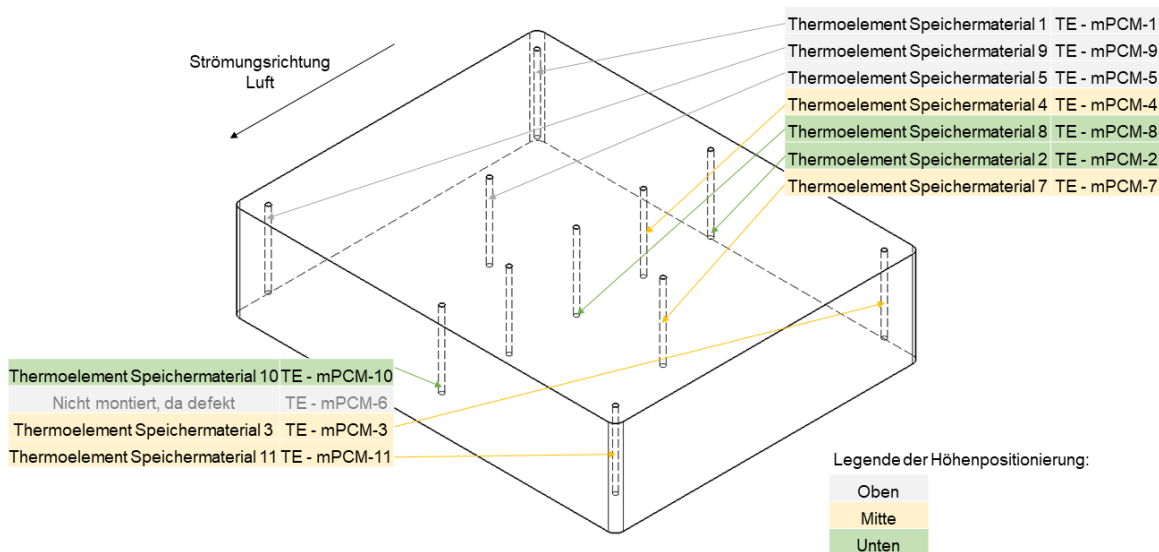 Thermoelement Speichermaterial 1 TE - mPCM-1
Thermoelement Speichermaterial 9 TE - mPCM-9
Thermoelement Speichermaterial 5 TE - mPCM-5
Thermoelement Speichermaterial 4 TE - mPCM-4
Thermoelement Speichermaterial 8 TE - mPCM-8
Thermoelement Speichermaterial 2 TE - mPCM-2
Thermoelement Speichermaterial 7 TE - mPCM-7
Strömungsrichtung
Luft
Thermoelement Speichermaterial 10 TE - mPCM-10
Nicht montiert, da defekt TE - mPCM-6
Thermoelement Speichermaterial 3 TE - mPCM-3
Thermoelement Speichermaterial 11 TE - mPCM-11
Legende der Höhenpositionierung:
Oben
Mitte
Unten